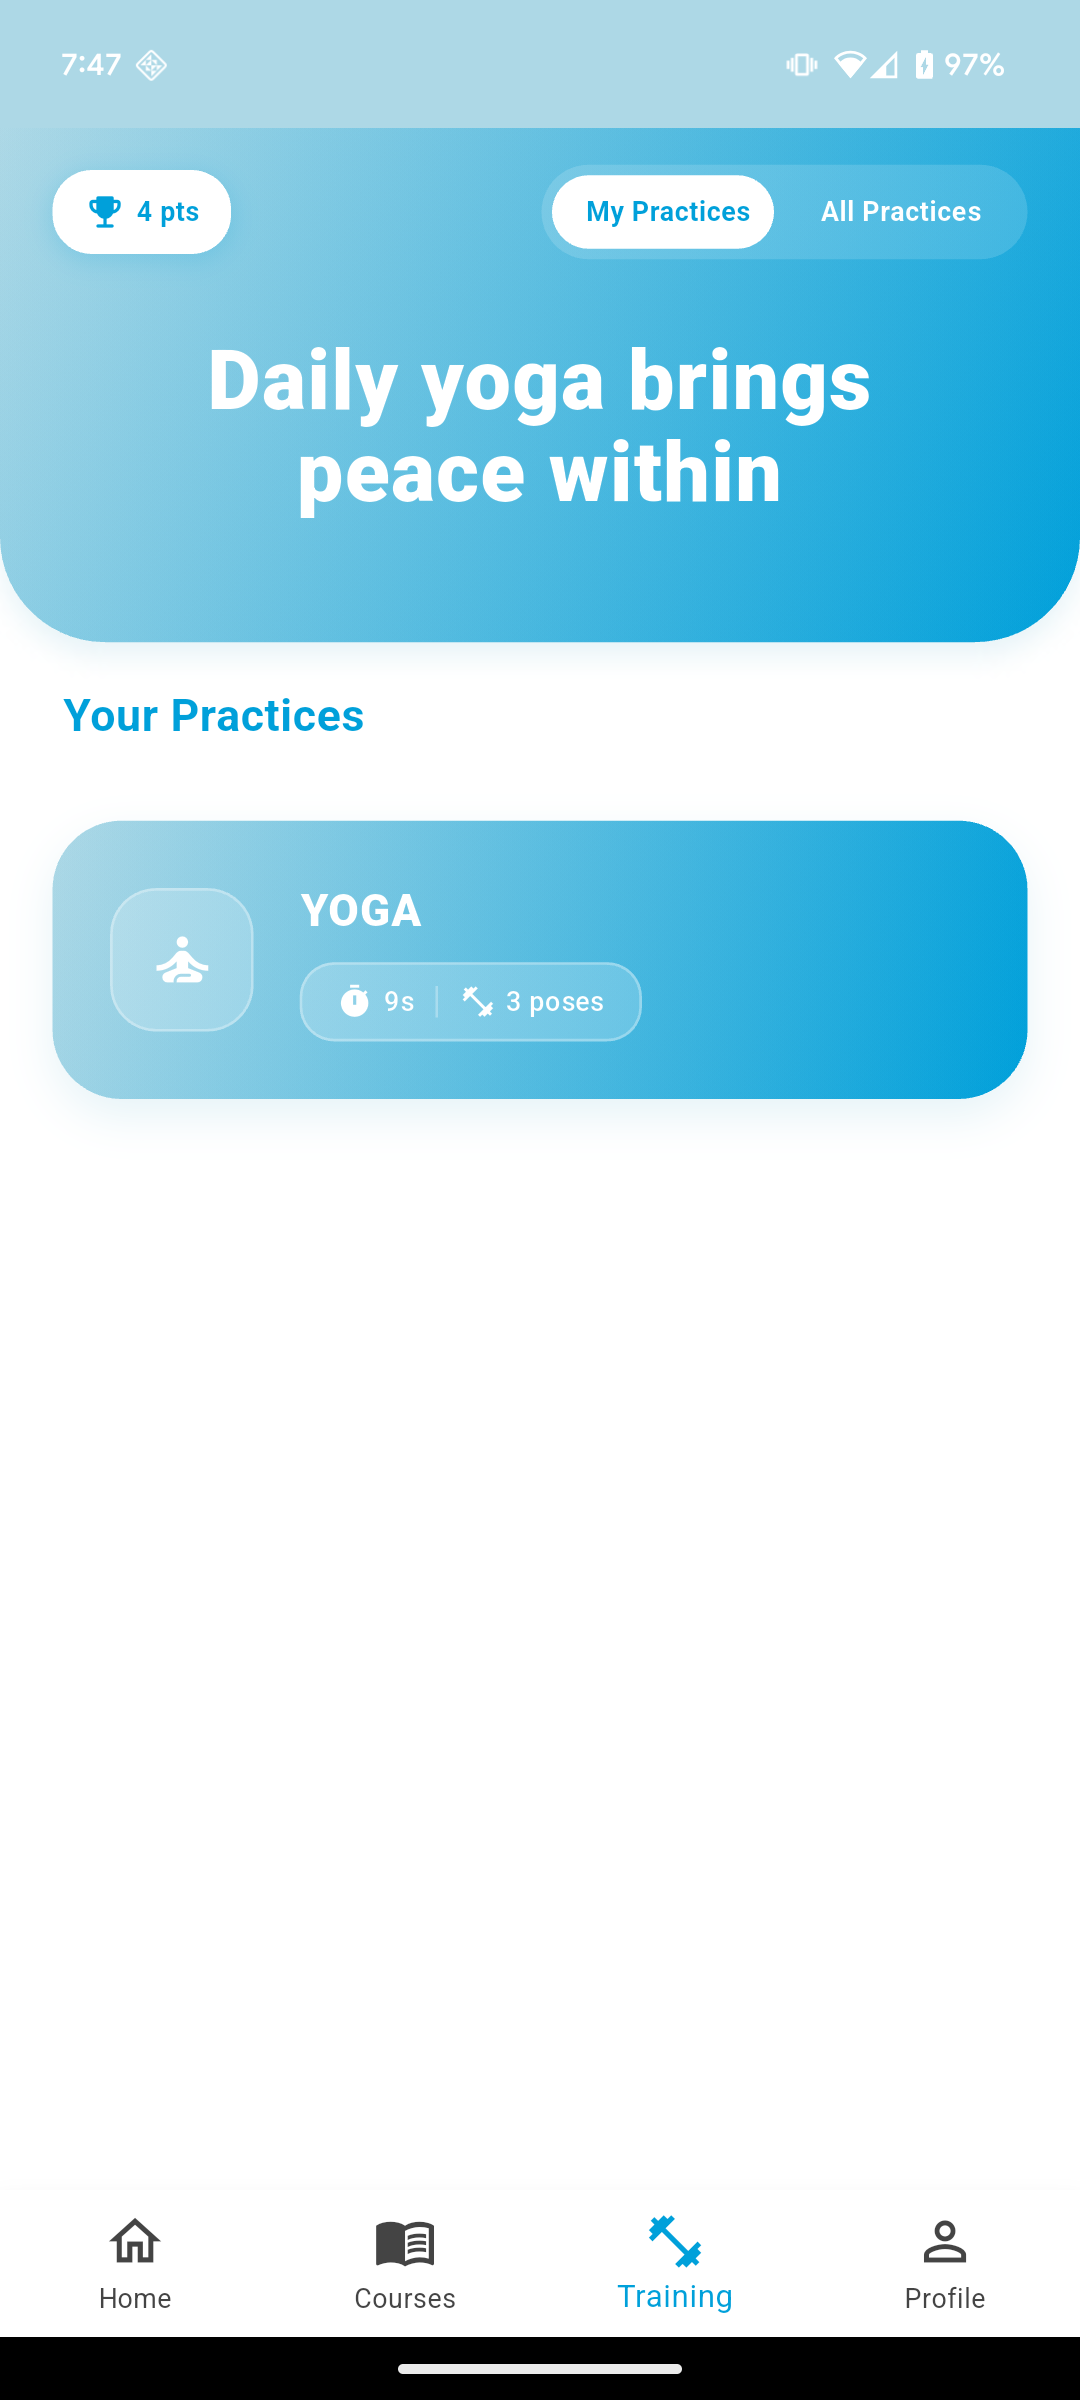 7:47
97%
4 pts
My Practices
All Practices
Daily yoga brings
peace within
Your Practices
YOGA
9s
3 poses
Home
Courses
Training
Profile